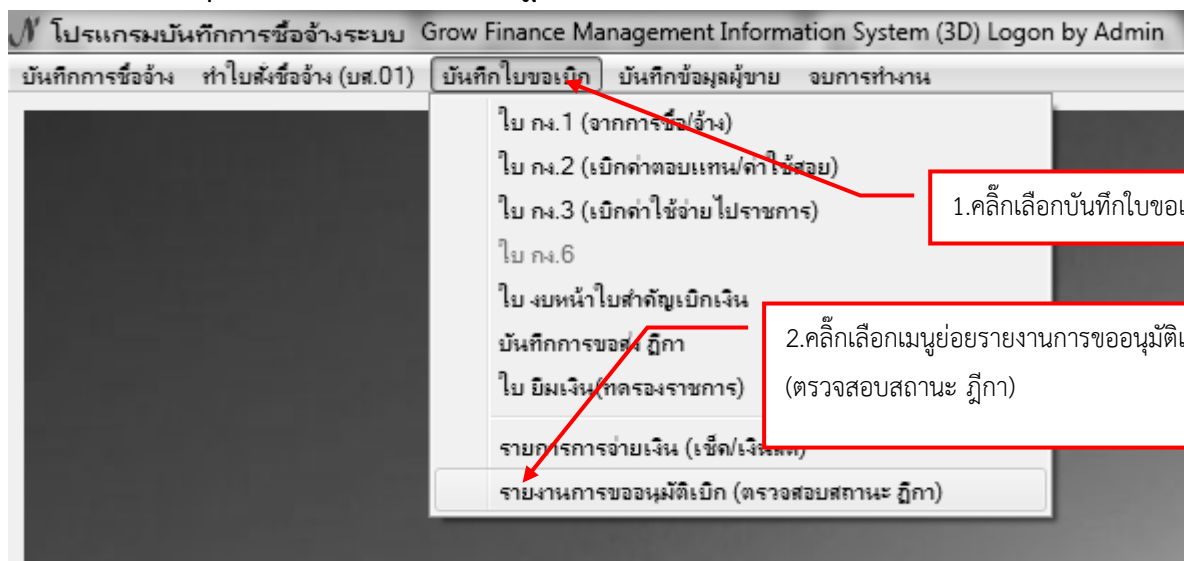 โปรแกรมบันทึกการซื้อจ้างระบบ Grow Finance Management Information System (3D) Logon by Admin
บันทึกการซื้อจ้าง ทำใบสั่งซื้อจ้าง (บส.01) บันทึกใบขอเบิก บันทึกข้อมูลผู้ขาย จบการทำงาน
ใบ กง.1 (จากการซื้อ/จ้าง)
ใบ กง.2 (เบิกค่าตอบแทน/ค่าใช้สอย)
ใบ กง.3 (เบิกค่าใช้จ่ายไปราชการ)
ใบ กง.6
ใบ งบหน้าใบสำคัญเบิกเงิน
บันทึกการขอส่ง ฎีกา
ใบ ยืมเงิน(ทดรองราชการ)
รายการการจ่ายเงิน (เช็ค/เงินสด)
รายงานการขออนุมัติเบิก (ตรวจสอบสถานะ ฎีกา)
1.คลิ๊กเลือกบันทึกใบขอเ
2.คลิ๊กเลือกเมนูย่อยรายงานการขออนุมัติเ
(ตรวจสอบสถานะ ฎีกา)